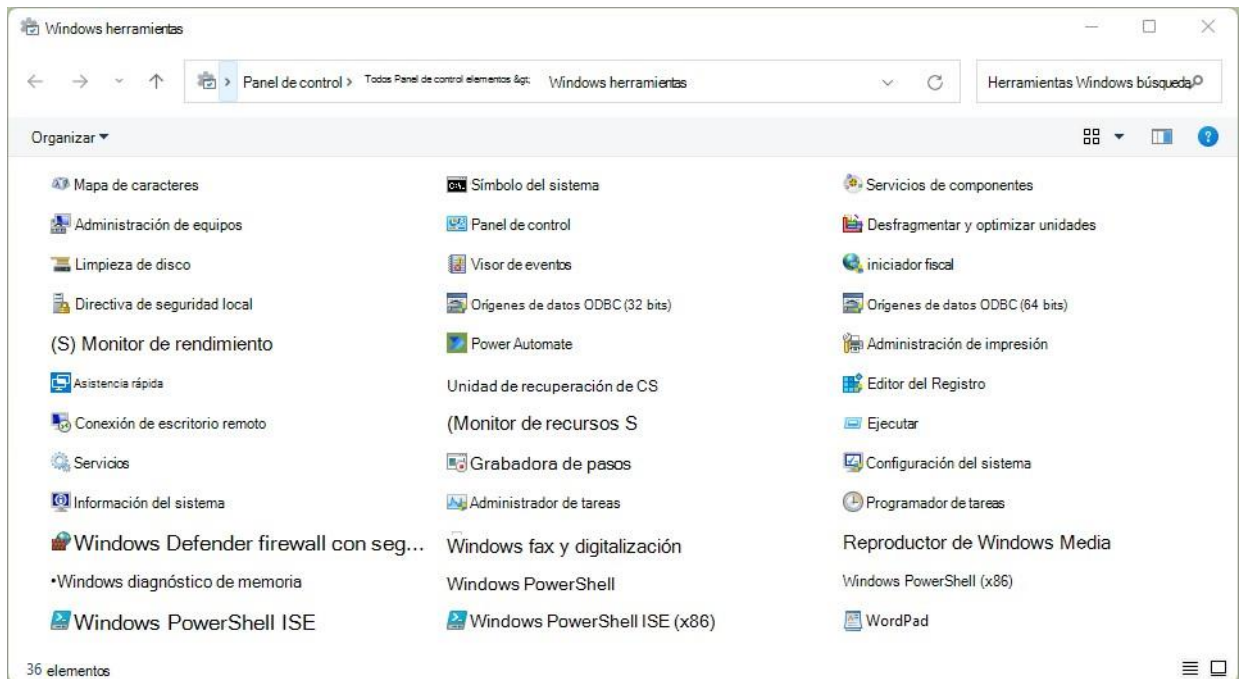 Windows herramientas
Panel de control > Todos Panel de control elementos &gt; Windows herramientas
Herramientas Windows búsqueda
Organizar
Mapa de caracteres
Símbolo del sistema
Servicios de componentes
Administración de equipos
Panel de control
Desfragmentar y optimizar unidades
Limpieza de disco
Visor de eventos
iniciador fiscal
Directiva de seguridad local
Orígenes de datos ODBC (32 bits)
Orígenes de datos ODBC (64 bits)
(S) Monitor de rendimiento
Power Automate
Administración de impresión
Asistencia rápida
Unidad de recuperación de CS
Editor del Registro
Conexión de escritorio remoto
(Monitor de recursos S
Ejecutar
Servicios
Grabadora de pasos
Configuración del sistema
Información del sistema
Administrador de tareas
Programador de tareas
Windows Defender firewall con seg...
Windows fax y digitalización
Reproductor de Windows Media
•Windows diagnóstico de memoria
Windows PowerShell
Windows PowerShell (x86)
Windows PowerShell ISE
Windows PowerShell ISE (x86)
WordPad
36 elementos